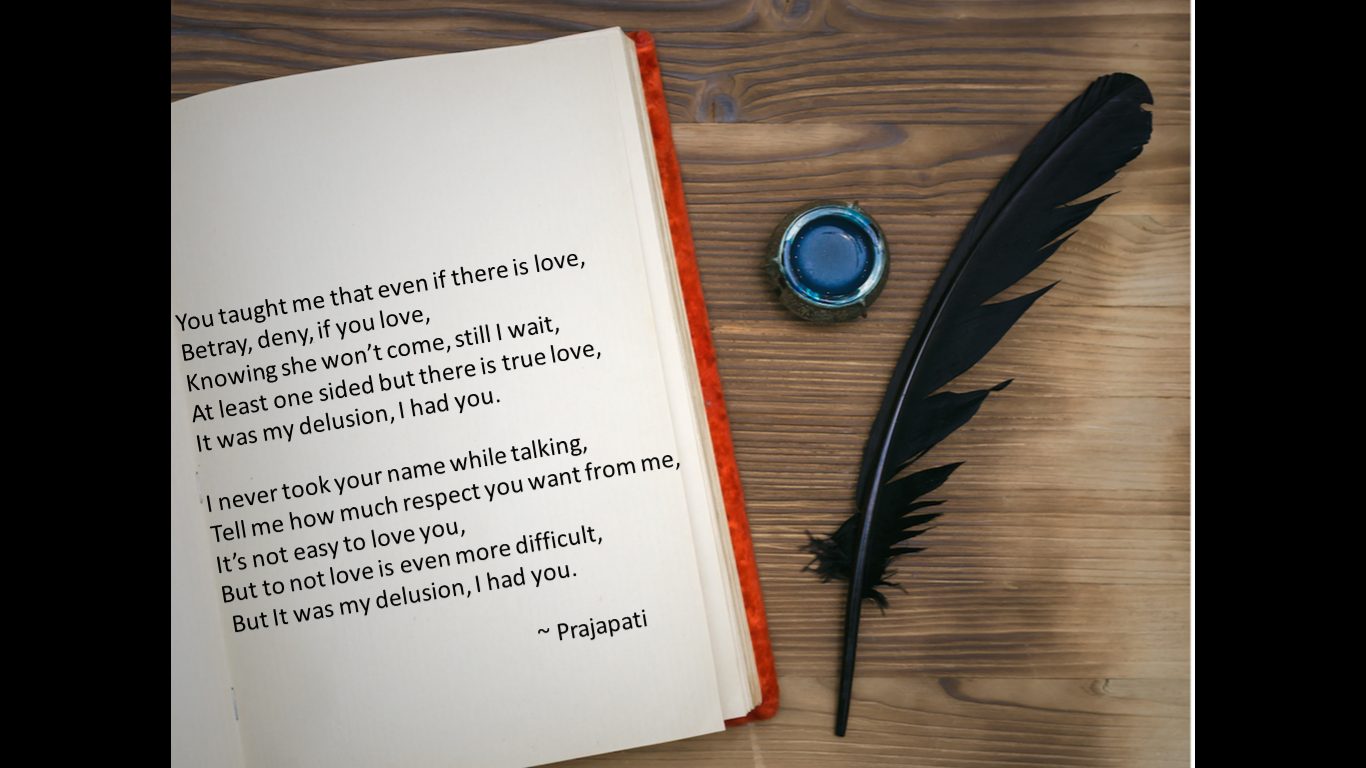 You taught me that even if there is love,
Betray, deny, if you love,
Knowing she won’t come, still I wait,
At least one sided but there is true love,
It was my delusion, I had you.
I never took your name while talking,
Tell me how much respect you want from me,
It’s not easy to love you,
But to not love is even more difficult,
But It was my delusion, I had you.
~ Prajapati